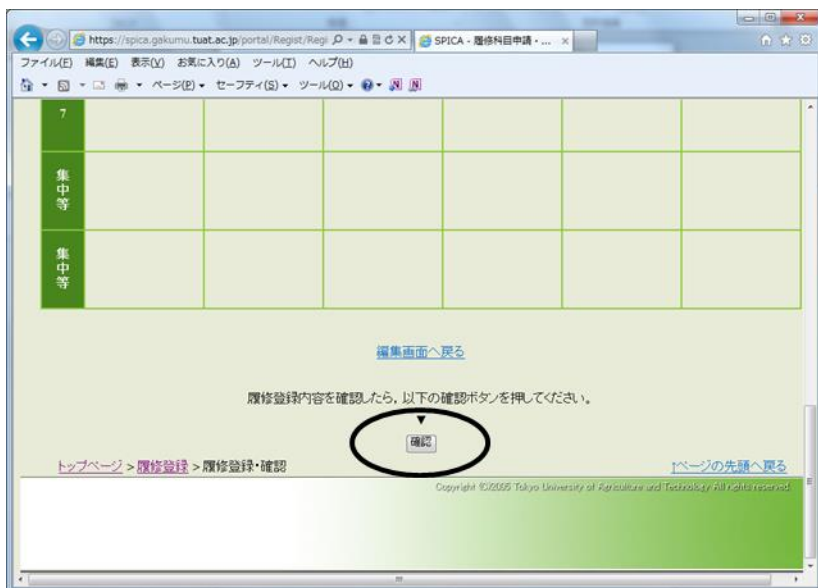 https://spica.gakumu.tuat.ac.jp/portal/Regist/Regi
SPICA - 履修科目申請 - ...
ファイル(F) 編集(E) 表示(V) お気に入り(A) ツール(T) ヘルプ(H)
ページ(P) セーフティ(S) ツール(O)
7
集中等
集中等
編集画面へ戻る
履修登録内容を確認したら、以下の確認ボタンを押してください。
▼
確認
トップページ > 履修登録 > 履修登録・確認
↑ページの先頭へ戻る
Copyright ©2005 Tokyo University of Agriculture and Technology All rights reserved.